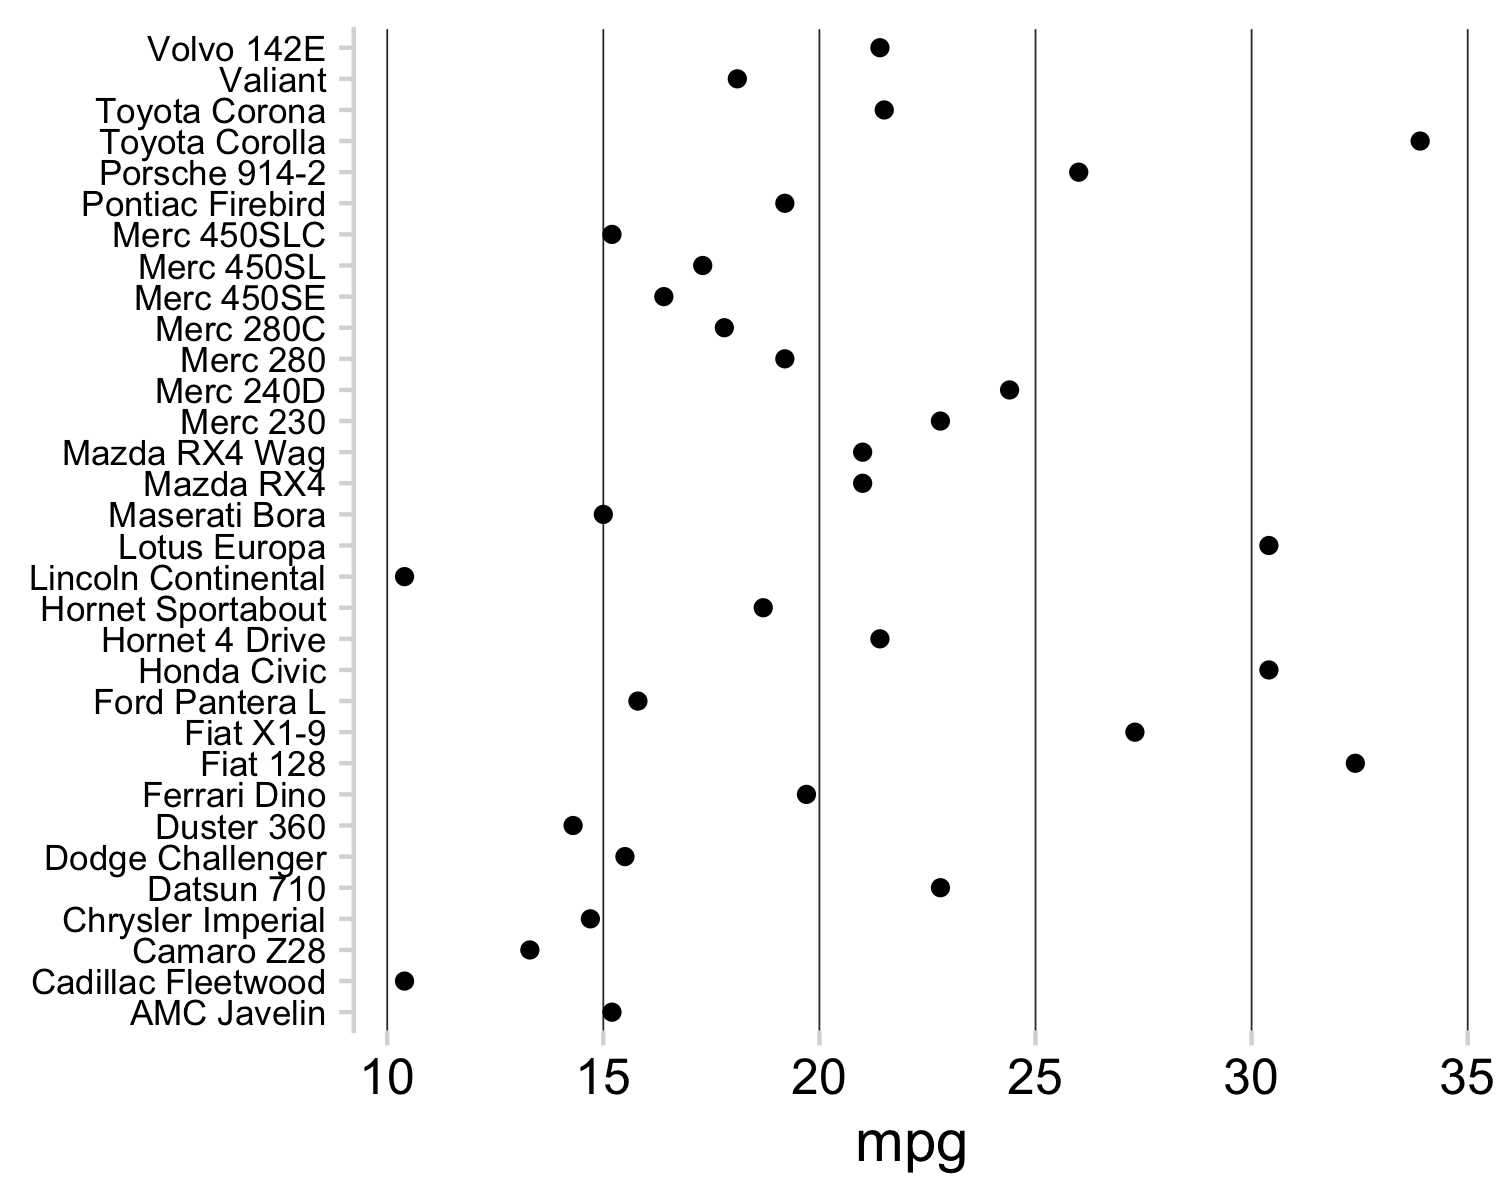 Volvo 142E
Valiant
Toyota Corona
Toyota Corolla
Porsche 914-2
Pontiac Firebird
Merc 450SLC
Merc 450SL
Merc 450SE
Merc 280C
Merc 280
Merc 240D
Merc 230
Mazda RX4 Wag
Mazda RX4
Maserati Bora
Lotus Europa
Lincoln Continental
Hornet Sportabout
Hornet 4 Drive
Honda Civic
Ford Pantera L
Fiat X1-9
Fiat 128
Ferrari Dino
Duster 360
Dodge Challenger
Datsun 710
Chrysler Imperial
Camaro Z28
Cadillac Fleetwood
AMC Javelin
10 15 20 25 30 35
mpg